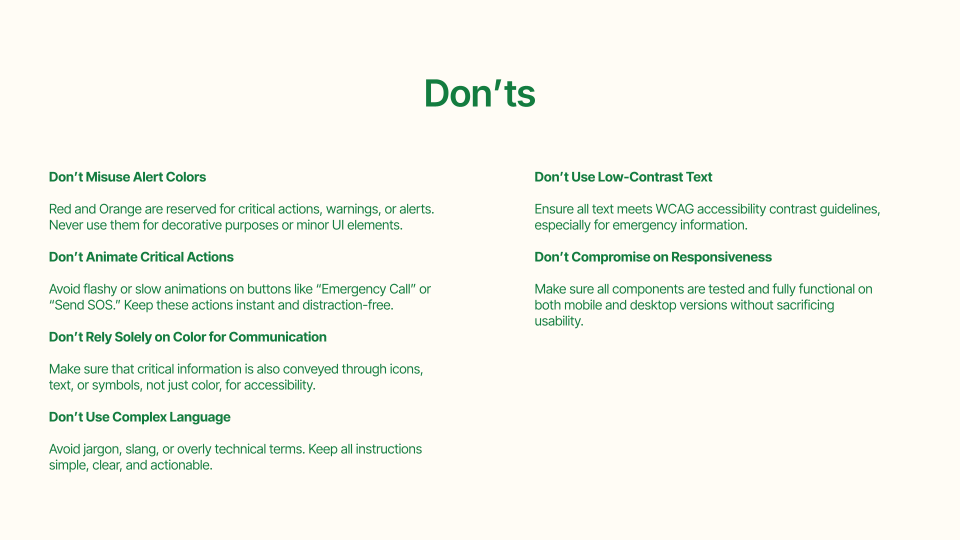 Don’ts
Don’t Misuse Alert Colors
Red and Orange are reserved for critical actions, warnings, or alerts.
Never use them for decorative purposes or minor UI elements.
Don’t Animate Critical Actions
Avoid flashy or slow animations on buttons like “Emergency Call” or
“Send SOS.” Keep these actions instant and distraction-free.
Don’t Rely Solely on Color for Communication
Make sure that critical information is also conveyed through icons,
text, or symbols, not just color, for accessibility.
Don’t Use Complex Language
Avoid jargon, slang, or overly technical terms. Keep all instructions
simple, clear, and actionable.
Don’t Use Low-Contrast Text
Ensure all text meets WCAG accessibility contrast guidelines,
especially for emergency information.
Don’t Compromise on Responsiveness
Make sure all components are tested and fully functional on
both mobile and desktop versions without sacrificing
usability.